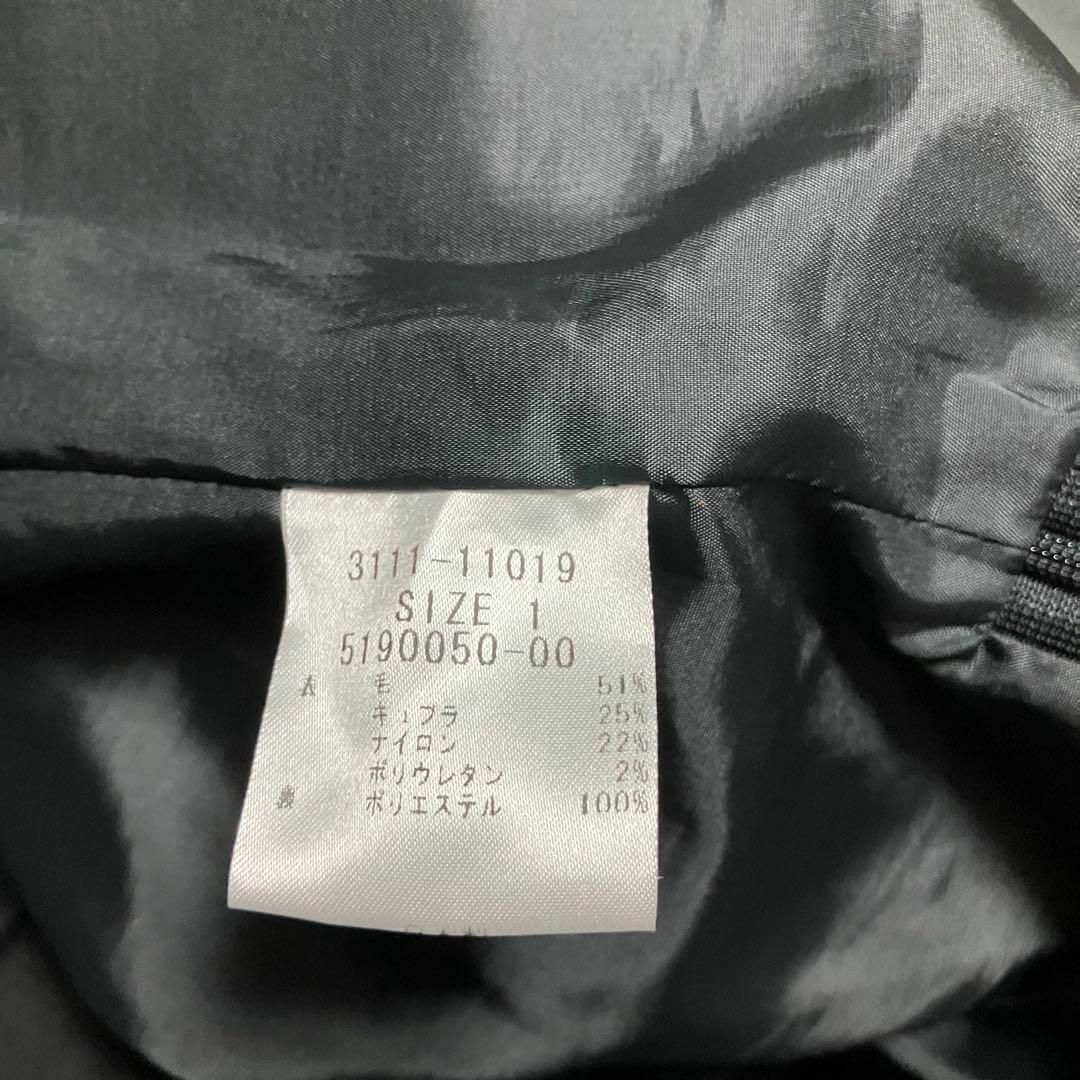 3111-11019
SIZE 1
5190050-00
表 毛 51%
キュプラ 25%
ナイロン 22%
ポリウレタン 2%
裏 ポリエステル 100%